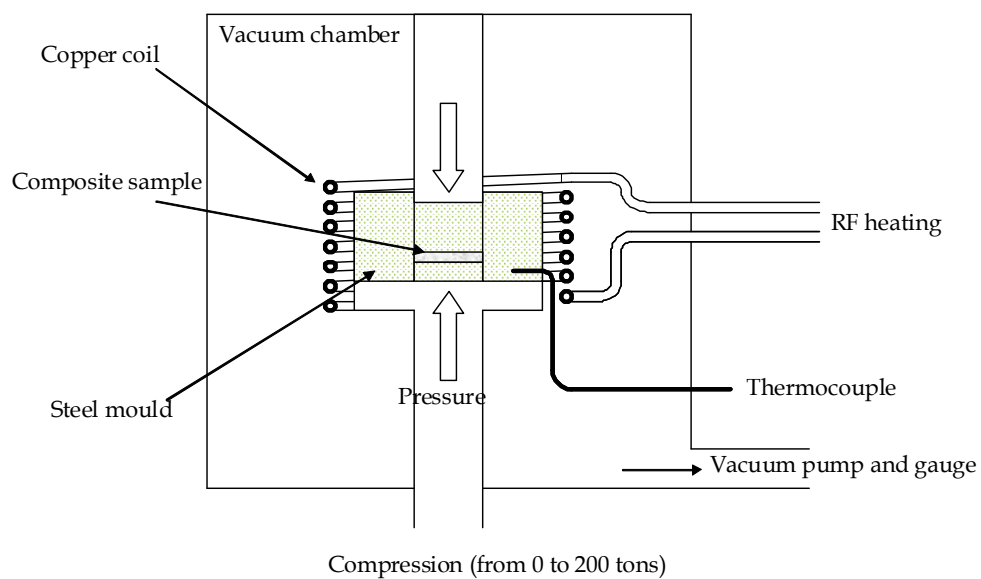 Vacuum chamber
Copper coil
Composite sample
RF heating
Steel mould
Pressure
Thermocouple
Vacuum pump and gauge
Compression (from 0 to 200 tons)